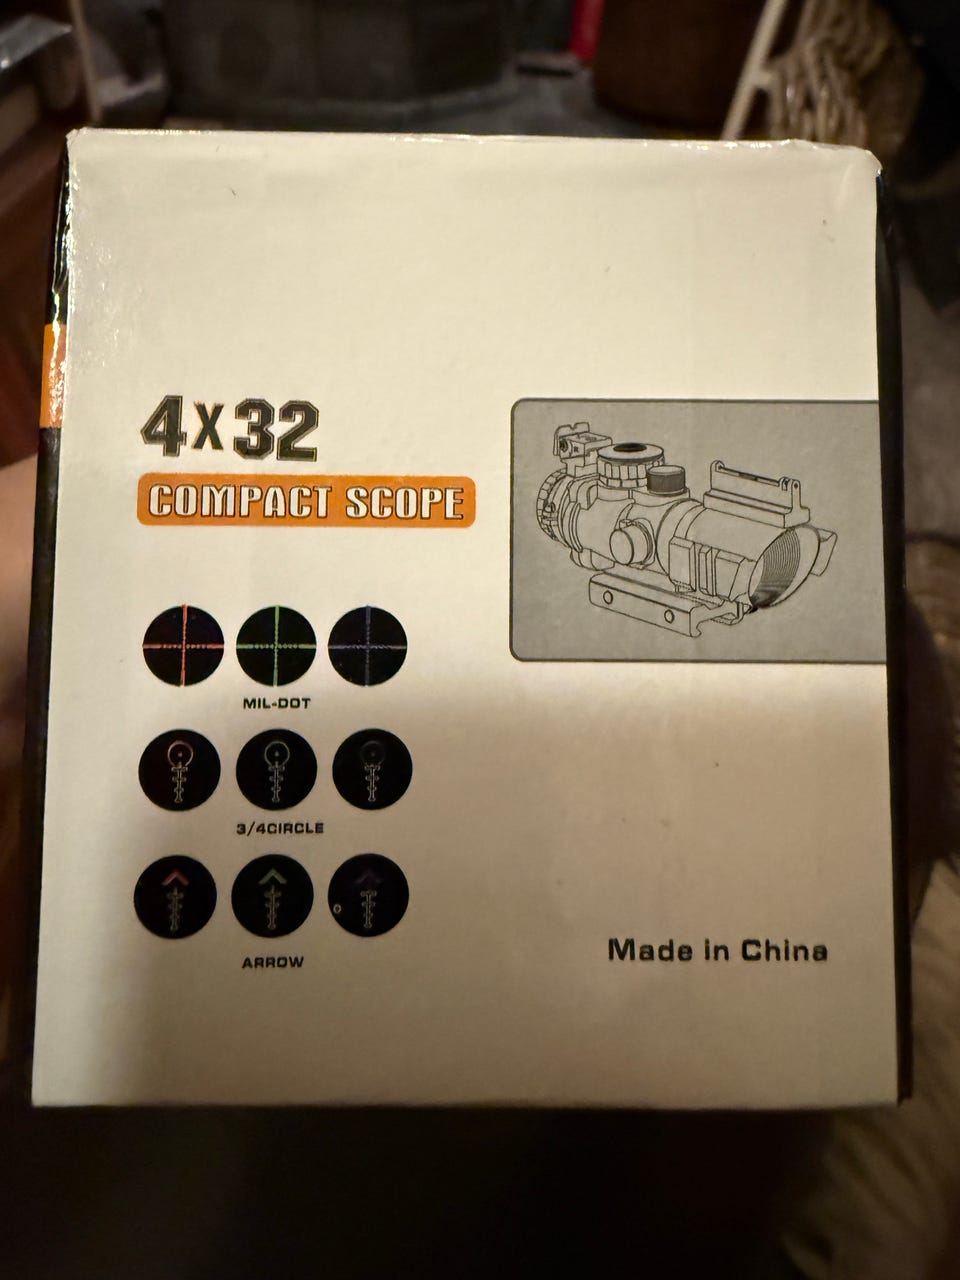 4X32
COMPACT SCOPE
MIL-DOT
3/4CIRCLE
ARROW
Made in China